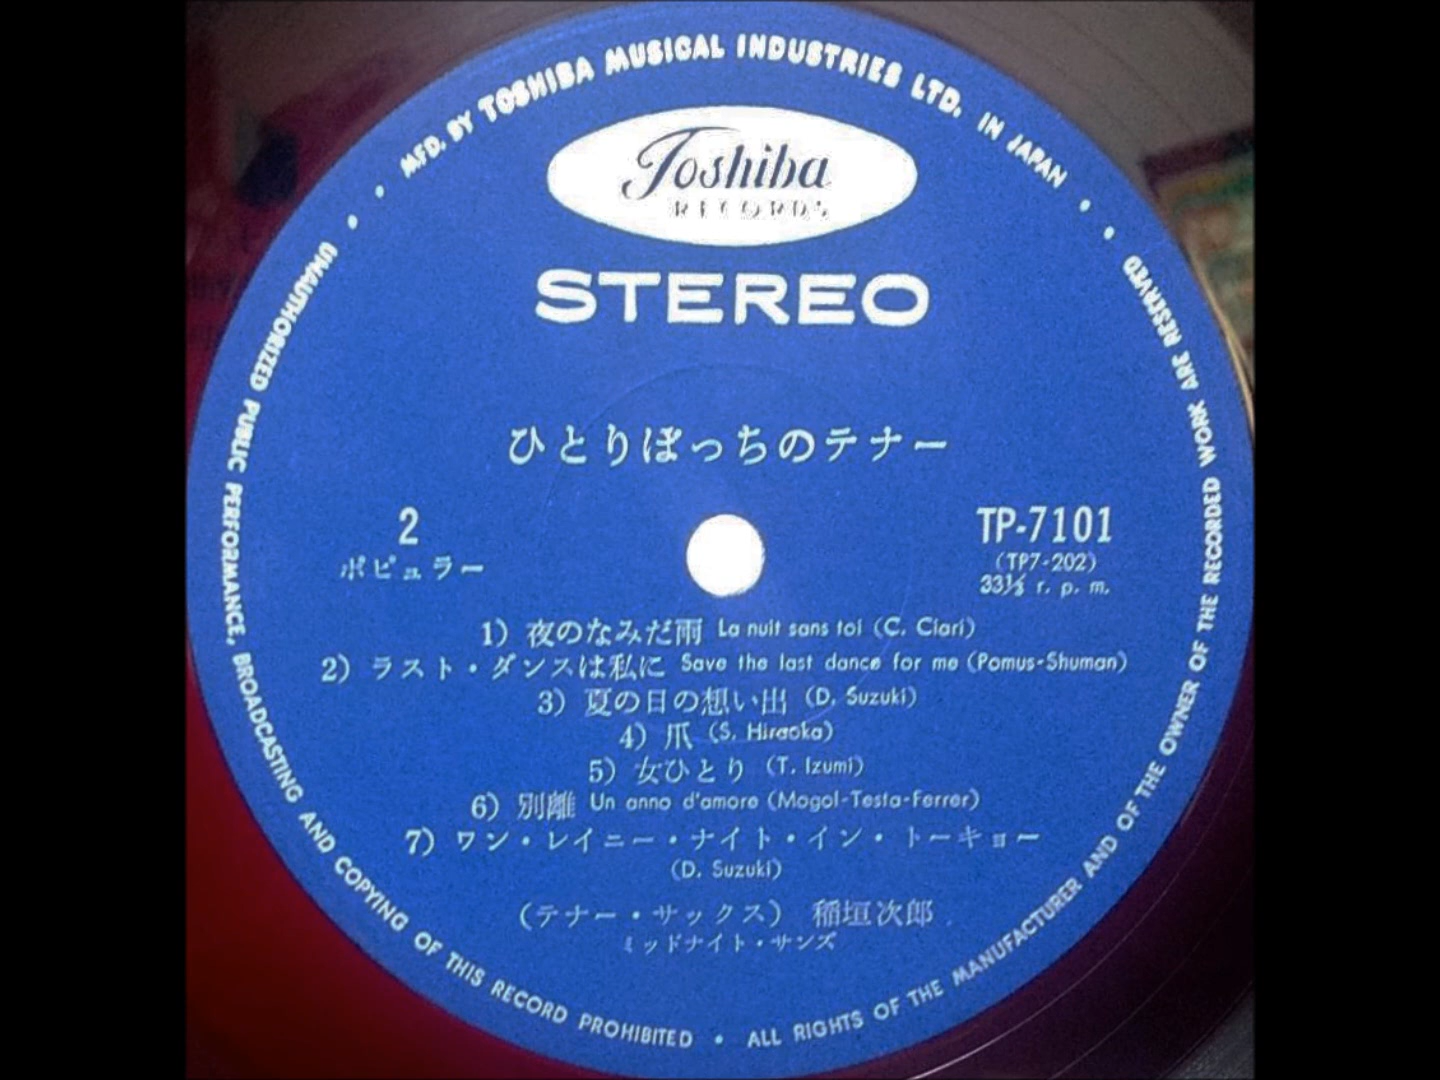 MFD. BY TOSHIBA MUSICAL INDUSTRIES LTD. IN JAPAN
Toshiba
RECORDS
STEREO
ひとりぼっちのテナー
2
ポピュラー
TP-7101
(TP7-202)
33⅓ r. p. m.
1) 夜のなみだ雨 La nuit sans toi (C. Ciari)
2) ラスト・ダンスは私に Save the last dance for me (Pomus-Shuman)
3) 夏の日の想い出 (D. Suzuki)
4) 爪 (S. Hiraoka)
5) 女ひとり (T. Izumi)
6) 別離 Un anno d'amore (Mogol-Testa-Ferrer)
7) ワン・レイニー・ナイト・イン・トーキョー
(D. Suzuki)
(テナー・サックス) 稲垣次郎
ミッドナイト・サンズ
UNAUTHORIZED PUBLIC PERFORMANCE, BROADCASTING AND COPYING OF THIS RECORD PROHIBITED • ALL RIGHTS OF THE MANUFACTURER AND OF THE OWNER OF THE RECORDED WORK ARE RESERVED